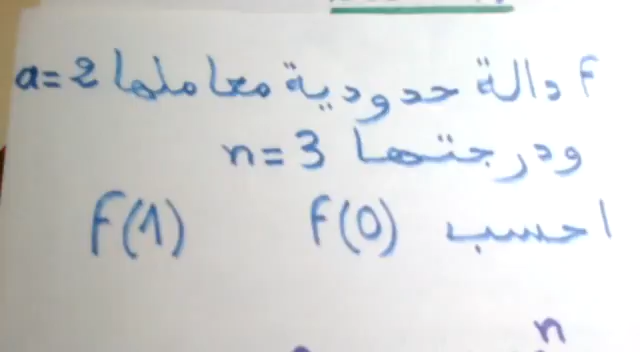 f دالة حدودية معاملها a=2
ودرجتها n=3
احسب f(0) f(1)
n